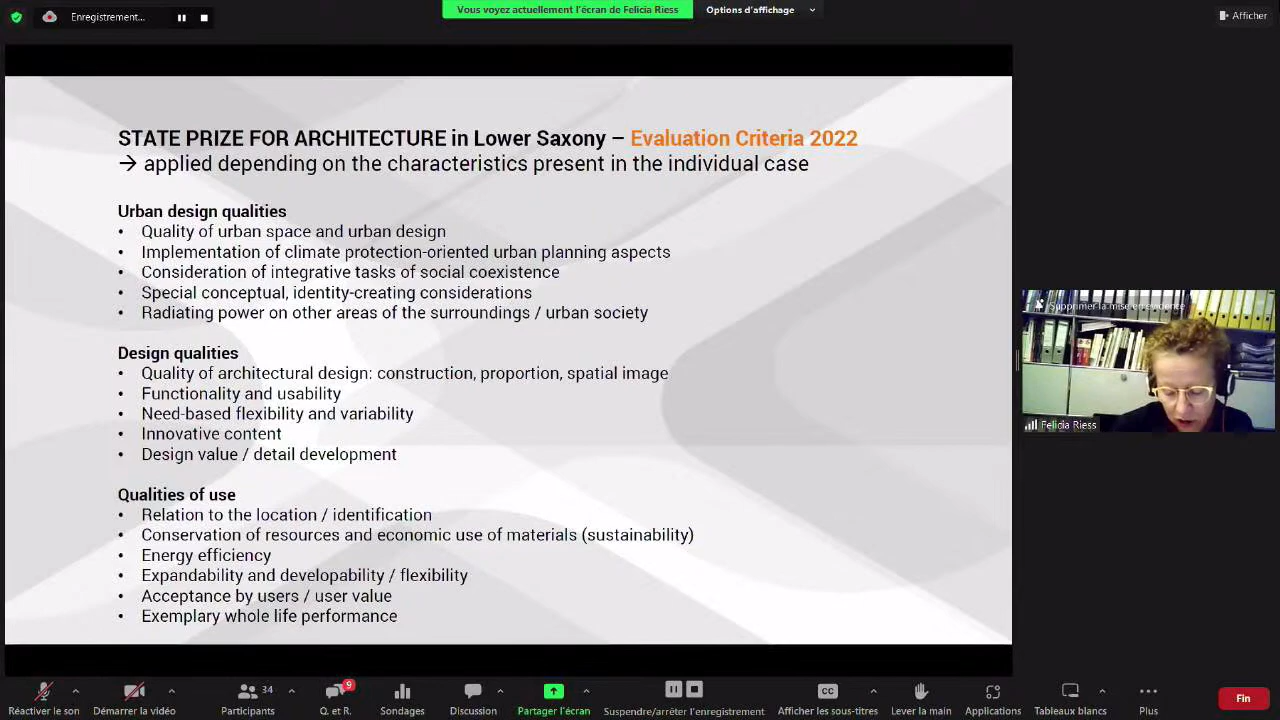 Enregistrement...
Vous voyez actuellement l'écran de Felicia Riess
Options d'affichage
Afficher
STATE PRIZE FOR ARCHITECTURE in Lower Saxony – Evaluation Criteria 2022
→ applied depending on the characteristics present in the individual case
Urban design qualities
• Quality of urban space and urban design
• Implementation of climate protection-oriented urban planning aspects
• Consideration of integrative tasks of social coexistence
• Special conceptual, identity-creating considerations
• Radiating power on other areas of the surroundings / urban society
Design qualities
• Quality of architectural design: construction, proportion, spatial image
• Functionality and usability
• Need-based flexibility and variability
• Innovative content
• Design value / detail development
Qualities of use
• Relation to the location / identification
• Conservation of resources and economic use of materials (sustainability)
• Energy efficiency
• Expandability and developability / flexibility
• Acceptance by users / user value
• Exemplary whole life performance
Supprimer la mise en évidence
Felicia Riess
34
9
CC
Réactiver le son
Démarrer la vidéo
Participants
Q. et R.
Sondages
Discussion
Partager l'écran
Suspendre/arrêter l'enregistrement
Afficher les sous-titres
Lever la main
Applications
Tableaux blancs
Plus
Fin